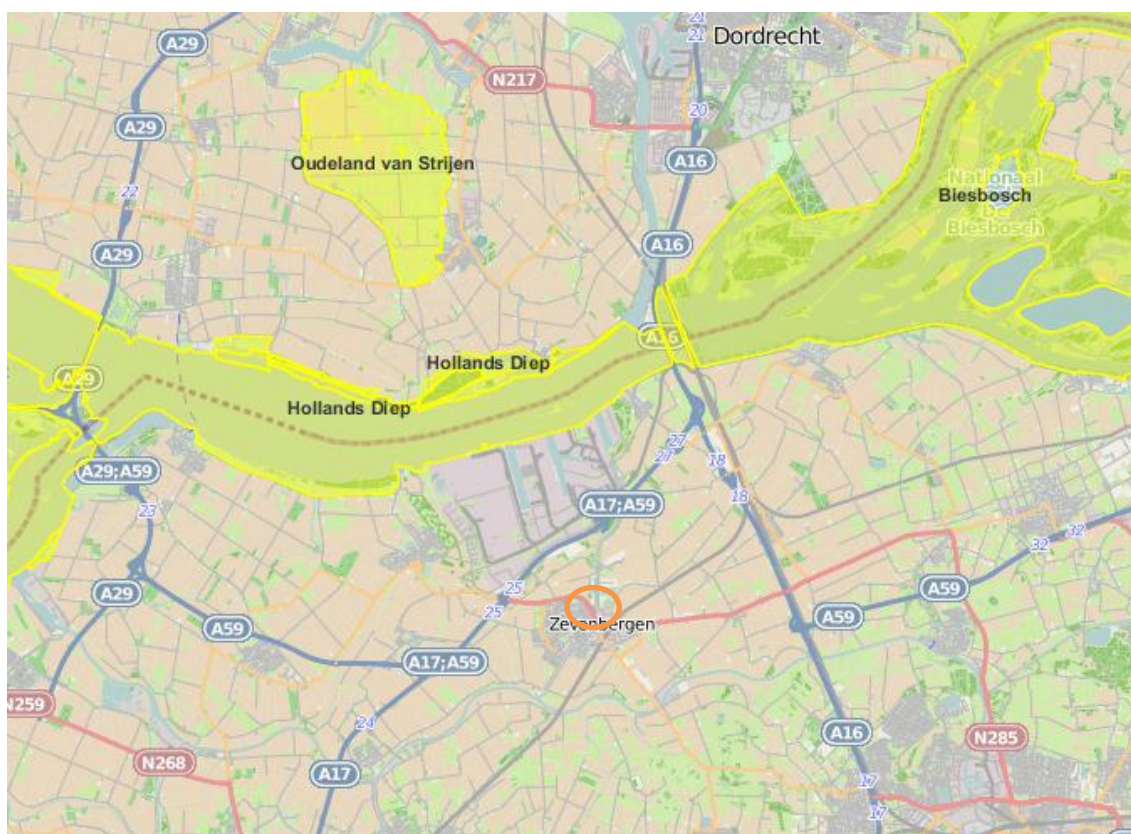 21
21
Dordrecht
A29
N217
A29
20
A16
Oudeland van Strijen
22
Nationaal
Biesbosch
De
Biesbosch
A29
A16
A16
Hollands Diep
A29
Hollands Diep
27
27
18
A29;A59
18
23
A17;A59
32
32
25
A29
25
A59
A59
Zevenbergen
A17;A59
N259
24
A16
N285
N268
A17
17
17